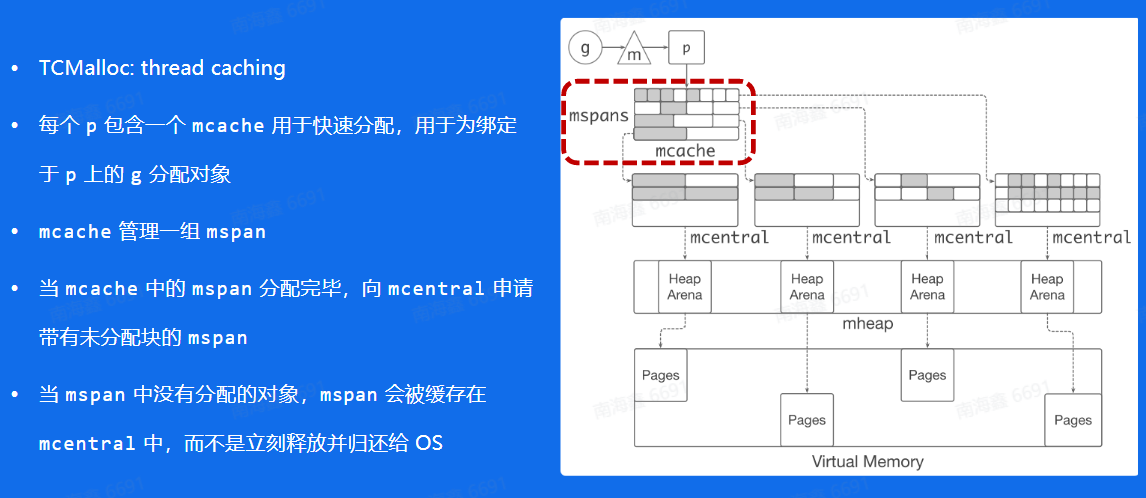 TCMalloc: thread caching
每个 p 包含一个 mcache 用于快速分配，用于为绑定
于 p 上的 g 分配对象
mcache 管理一组 mspan
当 mcache 中的 mspan 分配完毕，向 mcentral 申请
带有未分配块的 mspan
当 mspan 中没有分配的对象，mspan 会被缓存在
mcentral 中，而不是立刻释放并归还给 OS
g
m
p
mspans
mcache
mcentral
mcentral
mcentral
mcentral
Heap
Arena
Heap
Arena
Heap
Arena
Heap
Arena
mheap
Pages
Pages
Pages
Pages
Virtual Memory
南海鑫 6691